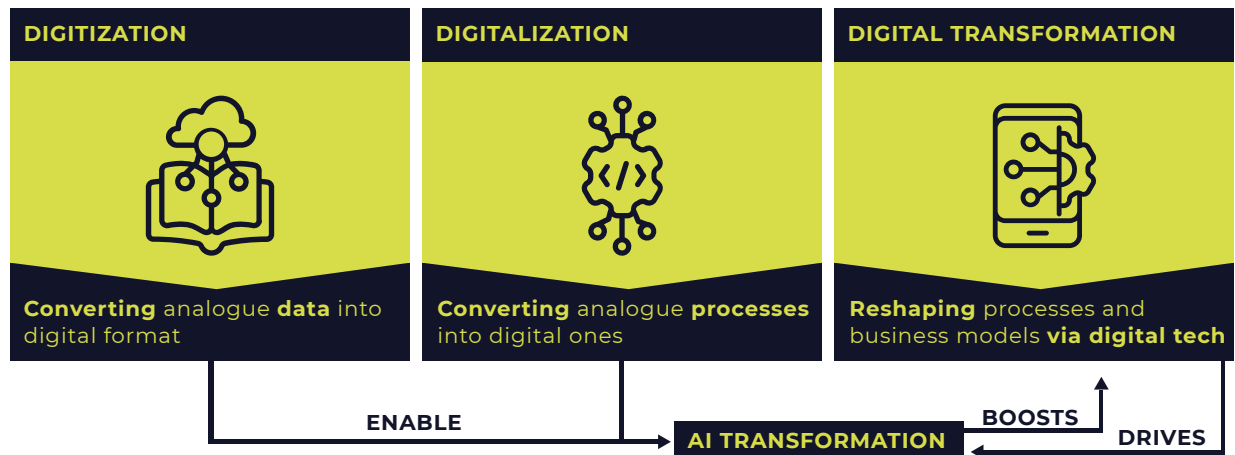 DIGITIZATION
DIGITALIZATION
DIGITAL TRANSFORMATION
</>
Converting analogue data into
digital format
Converting analogue processes
into digital ones
Reshaping processes and
business models via digital tech
ENABLE
AI TRANSFORMATION
BOOSTS
DRIVES